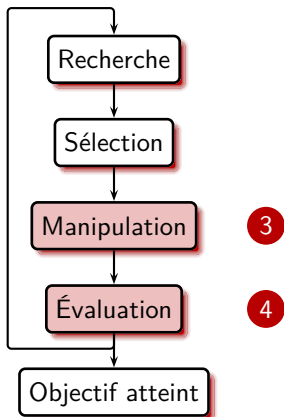 Recherche
Sélection
Manipulation
3
Évaluation
4
Objectif atteint